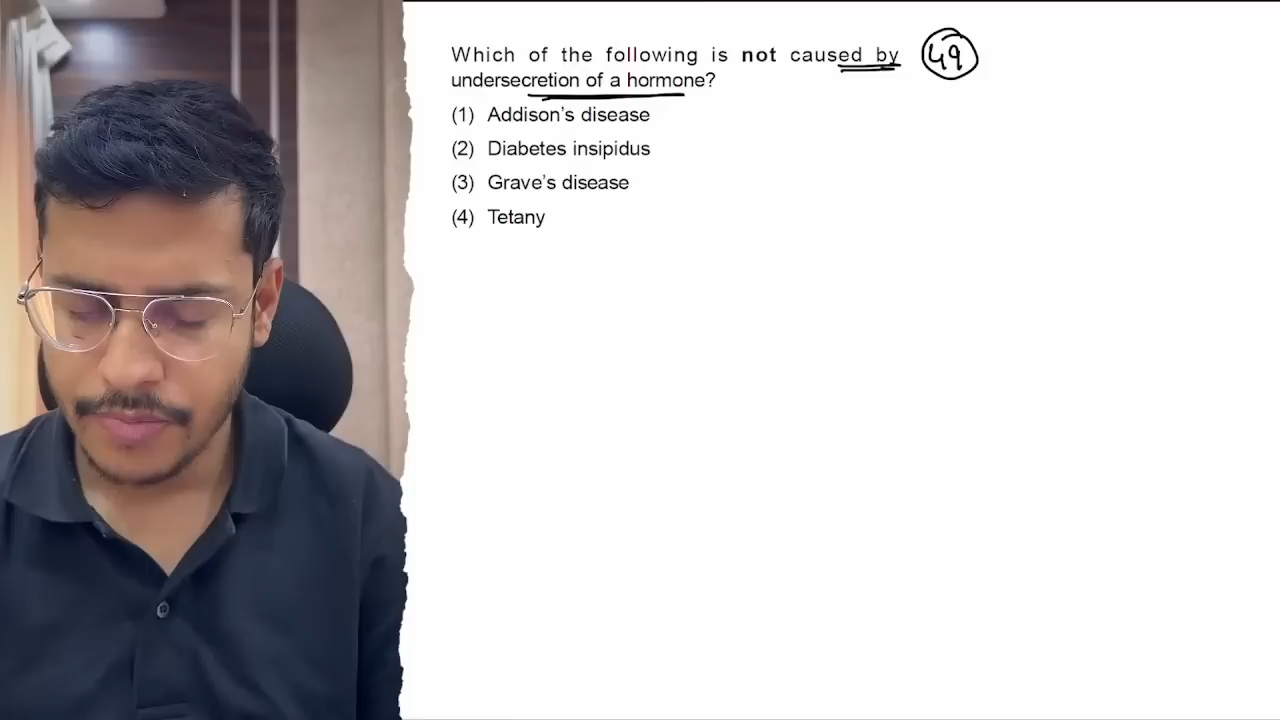 Which of the following is not caused by 49
undersecretion of a hormone?
(1) Addison's disease
(2) Diabetes insipidus
(3) Grave's disease
(4) Tetany